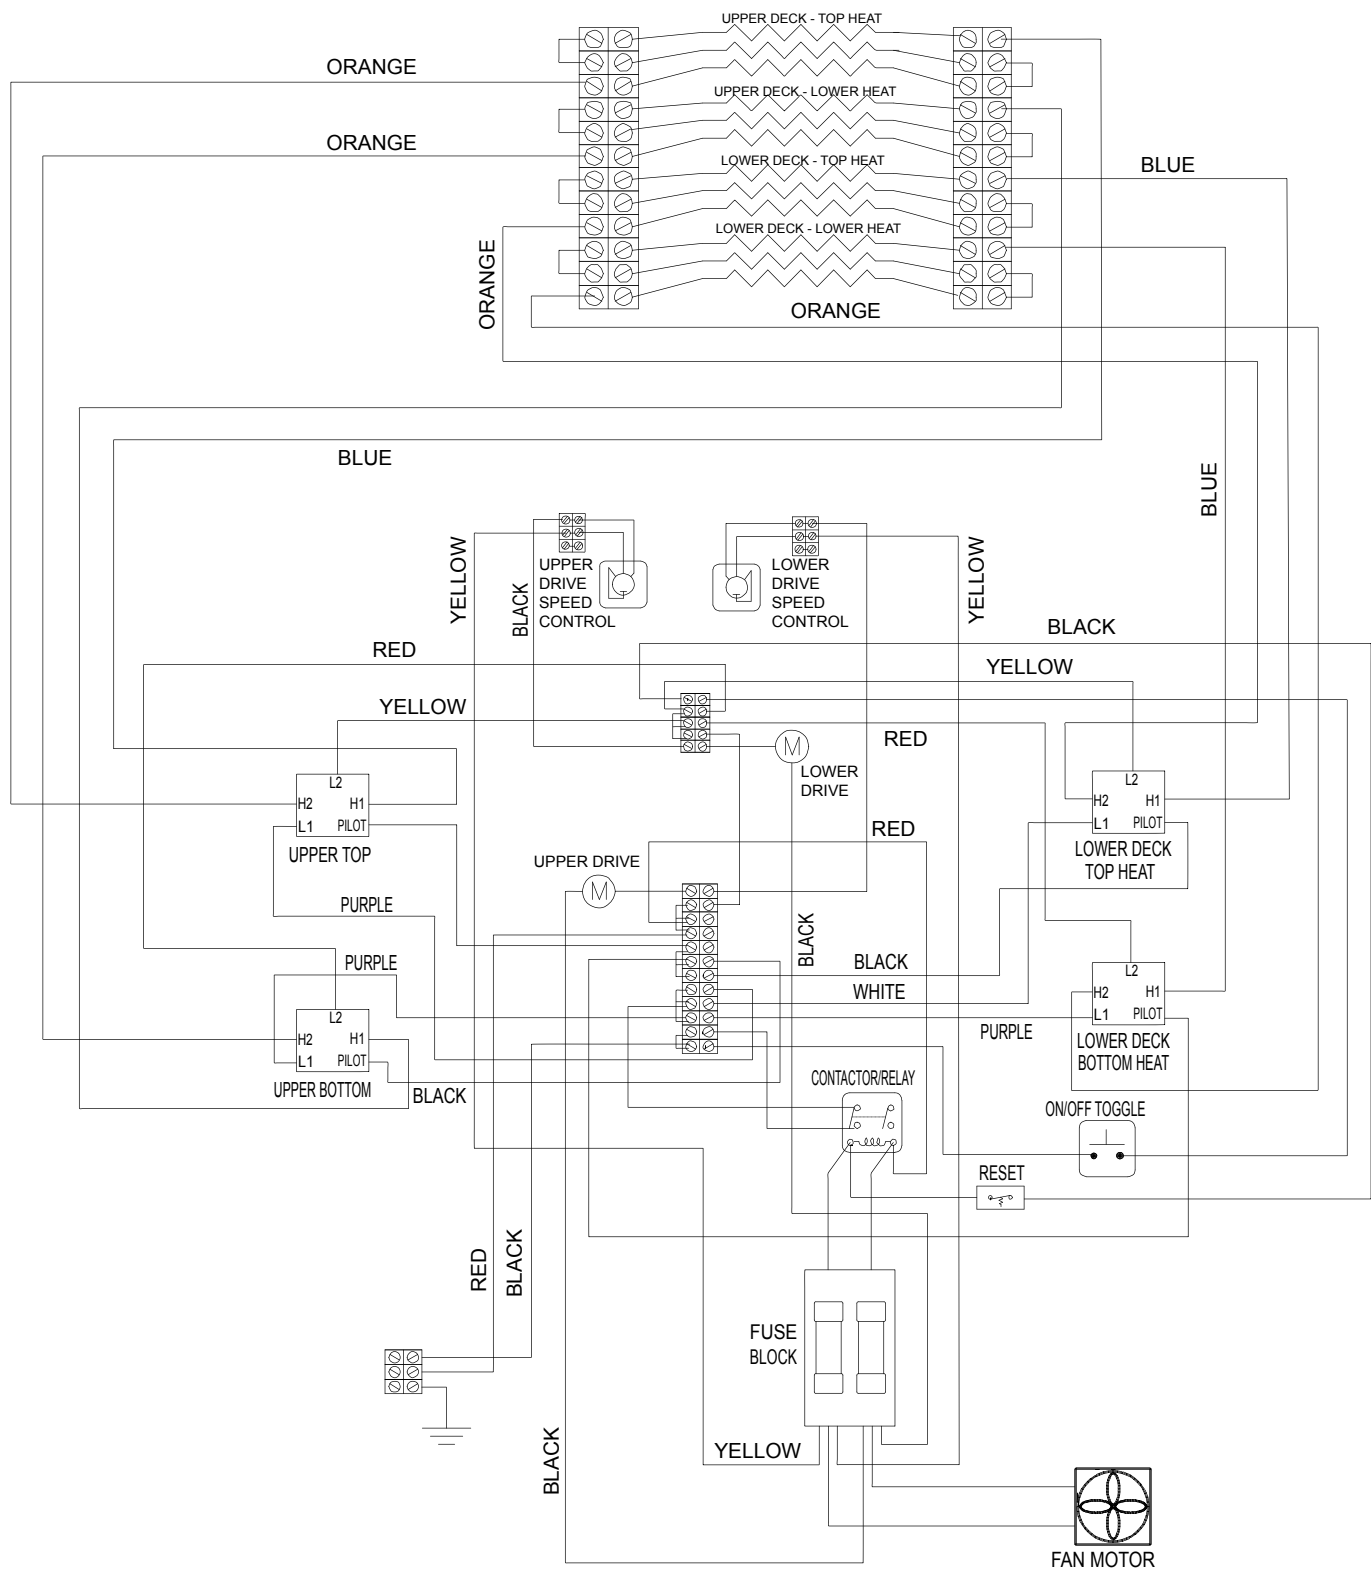 UPPER DECK - TOP HEAT
ORANGE
UPPER DECK - LOWER HEAT
ORANGE
LOWER DECK - TOP HEAT
BLUE
LOWER DECK - LOWER HEAT
ORANGE
ORANGE
BLUE
BLUE
YELLOW
BLACK
UPPER
DRIVE
SPEED
CONTROL
LOWER
DRIVE
SPEED
CONTROL
YELLOW
BLACK
RED
YELLOW
YELLOW
RED
M
LOWER
DRIVE
L2
H2
H1
L1
PILOT
UPPER TOP
L2
H2
H1
L1
PILOT
LOWER DECK
TOP HEAT
RED
UPPER DRIVE
M
PURPLE
BLACK
PURPLE
BLACK
WHITE
PURPLE
L2
H2
H1
L1
PILOT
UPPER BOTTOM
BLACK
L2
H2
H1
L1
PILOT
LOWER DECK
BOTTOM HEAT
CONTACTOR/RELAY
ON/OFF TOGGLE
RESET
RED
BLACK
FUSE
BLOCK
BLACK
YELLOW
FAN MOTOR